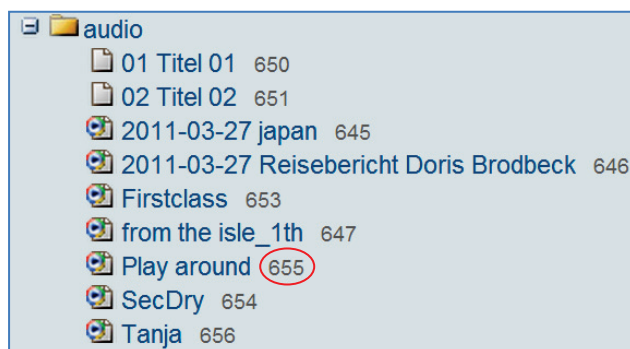 audio
01 Titel 01 650
02 Titel 02 651
2011-03-27 japan 645
2011-03-27 Reisebericht Doris Brodbeck 646
Firstclass 653
from the isle_1th 647
Play around 655
SecDry 654
Tanja 656